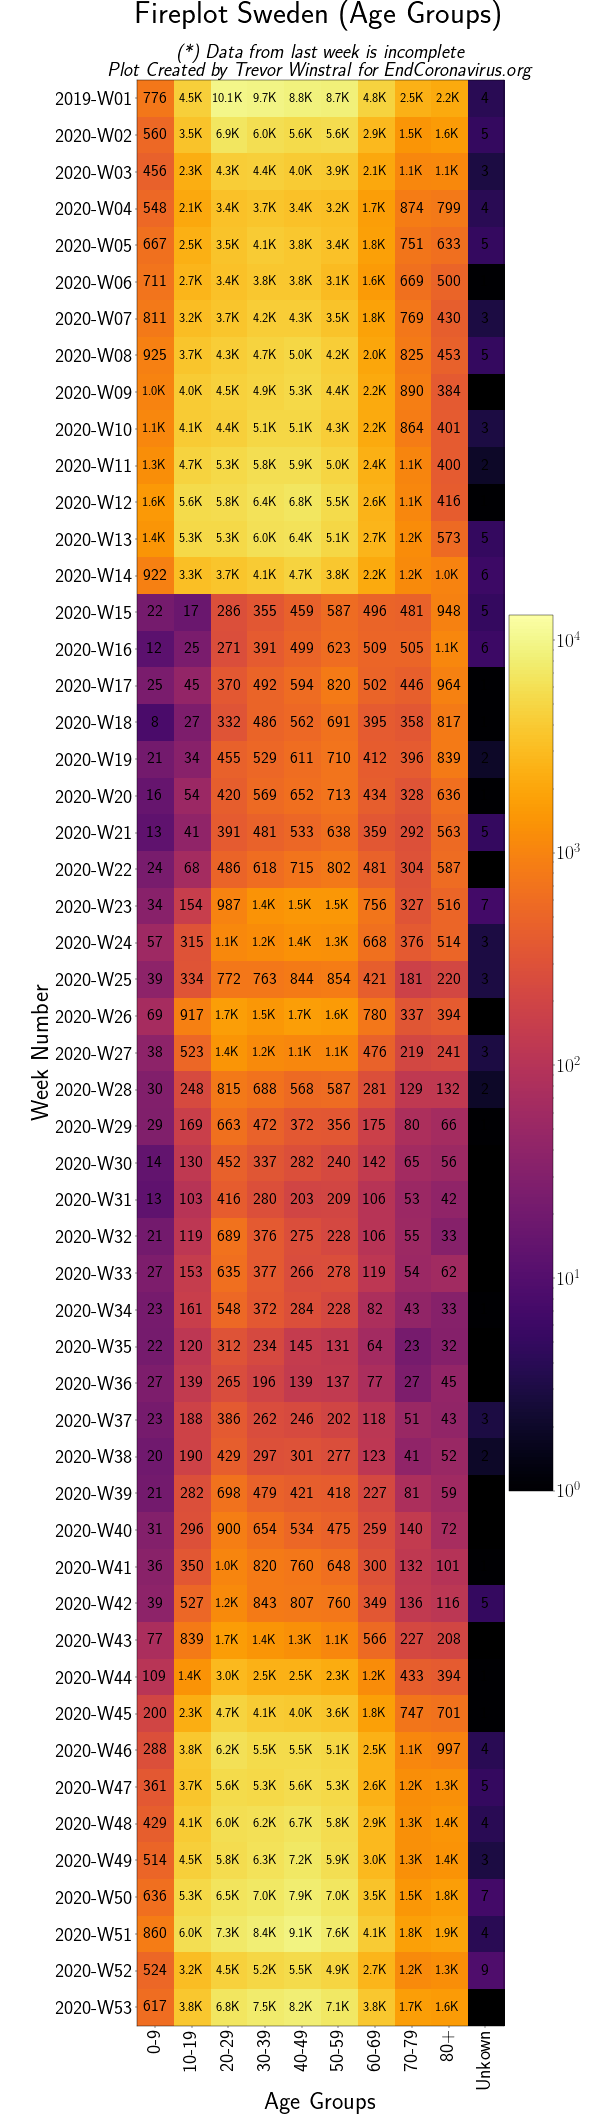 Fireplot Sweden (Age Groups)
(*) Data from last week is incomplete
Plot Created by Trevor Winstral for EndCoronavirus.org
2019-W01 776 4.5K 10.1K 9.7K 8.8K 8.7K 4.8K 2.5K 2.2K 4
2020-W02 560 3.5K 6.9K 6.0K 5.6K 5.6K 2.9K 1.5K 1.6K 5
2020-W03 456 2.3K 4.3K 4.4K 4.0K 3.9K 2.1K 1.1K 1.1K 3
2020-W04 548 2.1K 3.4K 3.7K 3.4K 3.2K 1.7K 874 799 4
2020-W05 667 2.5K 3.5K 4.1K 3.8K 3.4K 1.8K 751 633 5
2020-W06 711 2.7K 3.4K 3.8K 3.8K 3.1K 1.6K 669 500
2020-W07 811 3.2K 3.7K 4.2K 4.3K 3.5K 1.8K 769 430 3
2020-W08 925 3.7K 4.3K 4.7K 5.0K 4.2K 2.0K 825 453 5
2020-W09 1.0K 4.0K 4.5K 4.9K 5.3K 4.4K 2.2K 890 384
2020-W10 1.1K 4.1K 4.4K 5.1K 5.1K 4.3K 2.2K 864 401 3
2020-W11 1.3K 4.7K 5.3K 5.8K 5.9K 5.0K 2.4K 1.1K 400 2
2020-W12 1.6K 5.6K 5.8K 6.4K 6.8K 5.5K 2.6K 1.1K 416
2020-W13 1.4K 5.3K 5.3K 6.0K 6.4K 5.1K 2.7K 1.2K 573 5
2020-W14 922 3.3K 3.7K 4.1K 4.7K 3.8K 2.2K 1.2K 1.0K 6
2020-W15 22 17 286 355 459 587 496 481 948 5
2020-W16 12 25 271 391 499 623 509 505 1.1K 6
2020-W17 25 45 370 492 594 820 502 446 964
2020-W18 8 27 332 486 562 691 395 358 817
2020-W19 21 34 455 529 611 710 412 396 839 2
2020-W20 16 54 420 569 652 713 434 328 636
2020-W21 13 41 391 481 533 638 359 292 563 5
2020-W22 24 68 486 618 715 802 481 304 587
2020-W23 34 154 987 1.4K 1.5K 1.5K 756 327 516 7
2020-W24 57 315 1.1K 1.2K 1.4K 1.3K 668 376 514 3
2020-W25 39 334 772 763 844 854 421 181 220 3
2020-W26 69 917 1.7K 1.5K 1.7K 1.6K 780 337 394
2020-W27 38 523 1.4K 1.2K 1.1K 1.1K 476 219 241 3
2020-W28 30 248 815 688 568 587 281 129 132 2
2020-W29 29 169 663 472 372 356 175 80 66
2020-W30 14 130 452 337 282 240 142 65 56
2020-W31 13 103 416 280 203 209 106 53 42
2020-W32 21 119 689 376 275 228 106 55 33
2020-W33 27 153 635 377 266 278 119 54 62
2020-W34 23 161 548 372 284 228 82 43 33
2020-W35 22 120 312 234 145 131 64 23 32
2020-W36 27 139 265 196 139 137 77 27 45
2020-W37 23 188 386 262 246 202 118 51 43 3
2020-W38 20 190 429 297 301 277 123 41 52 2
2020-W39 21 282 698 479 421 418 227 81 59
2020-W40 31 296 900 654 534 475 259 140 72
2020-W41 36 350 1.0K 820 760 648 300 132 101
2020-W42 39 527 1.2K 843 807 760 349 136 116 5
2020-W43 77 839 1.7K 1.4K 1.3K 1.1K 566 227 208
2020-W44 109 1.4K 3.0K 2.5K 2.5K 2.3K 1.2K 433 394
2020-W45 200 2.3K 4.7K 4.1K 4.0K 3.6K 1.8K 747 701
2020-W46 288 3.8K 6.2K 5.5K 5.5K 5.1K 2.5K 1.1K 997 4
2020-W47 361 3.7K 5.6K 5.3K 5.6K 5.3K 2.6K 1.2K 1.3K 5
2020-W48 429 4.1K 6.0K 6.2K 6.7K 5.8K 2.9K 1.3K 1.4K 4
2020-W49 514 4.5K 5.8K 6.3K 7.2K 5.9K 3.0K 1.3K 1.4K 3
2020-W50 636 5.3K 6.5K 7.0K 7.9K 7.0K 3.5K 1.5K 1.8K 7
2020-W51 860 6.0K 7.3K 8.4K 9.1K 7.6K 4.1K 1.8K 1.9K 4
2020-W52 524 3.2K 4.5K 5.2K 5.5K 4.9K 2.7K 1.2K 1.3K 9
2020-W53 617 3.8K 6.8K 7.5K 8.2K 7.1K 3.8K 1.7K 1.6K
0-9 10-19 20-29 30-39 40-49 50-59 60-69 70-79 80+ Unkown
Age Groups
Week Number
10⁴
10³
10²
10¹
10⁰